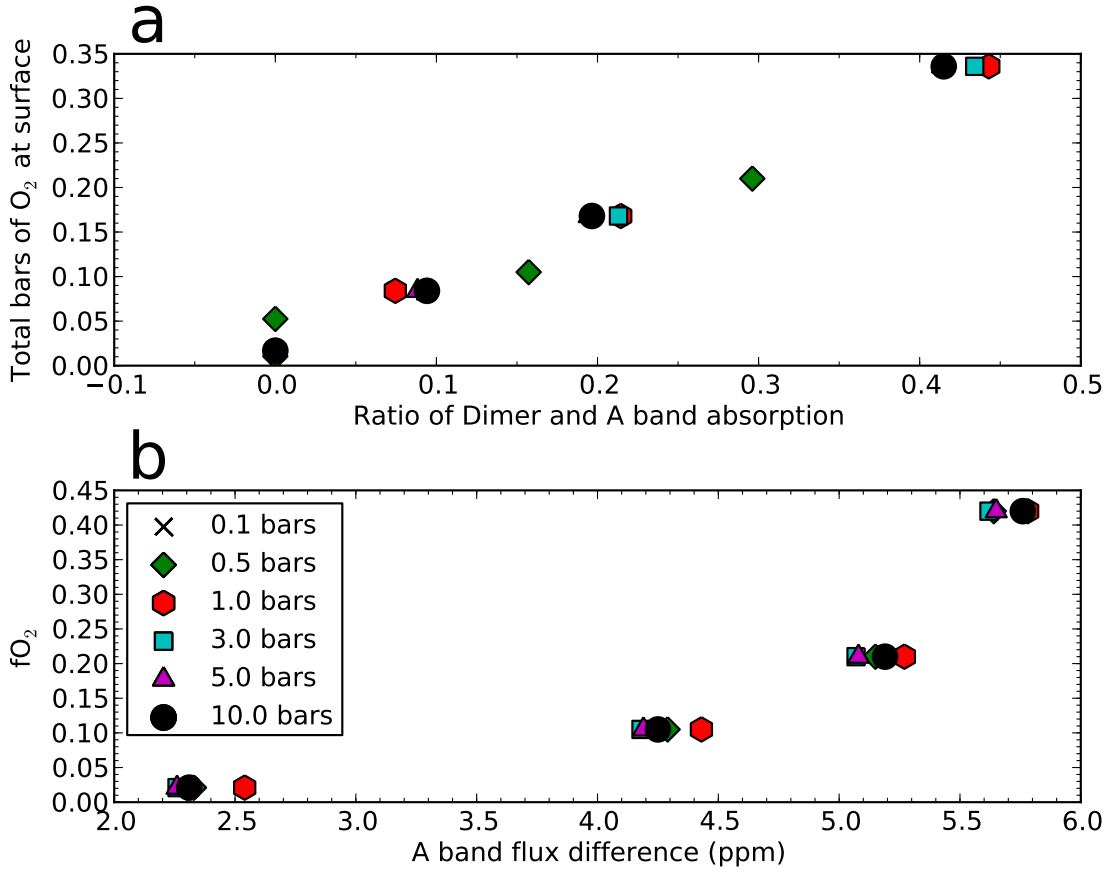 a
Total bars of O₂ at surface
0.35
0.30
0.25
0.20
0.15
0.10
0.05
0.00
−0.1 0.0 0.1 0.2 0.3 0.4 0.5
Ratio of Dimer and A band absorption
b
fO₂
0.45
0.40
0.35
0.30
0.25
0.20
0.15
0.10
0.05
0.00
0.1 bars
0.5 bars
1.0 bars
3.0 bars
5.0 bars
10.0 bars
2.0 2.5 3.0 3.5 4.0 4.5 5.0 5.5 6.0
A band flux difference (ppm)